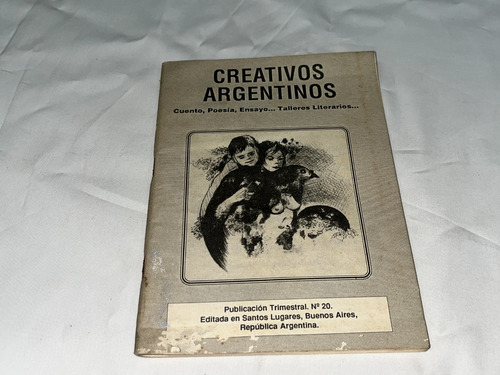 CREATIVOS
ARGENTINOS
Cuento, Poesía, Ensayo... Talleres Literarios...
Publicación Trimestral. Nº 20.
Editada en Santos Lugares, Buenos Aires,
República Argentina.